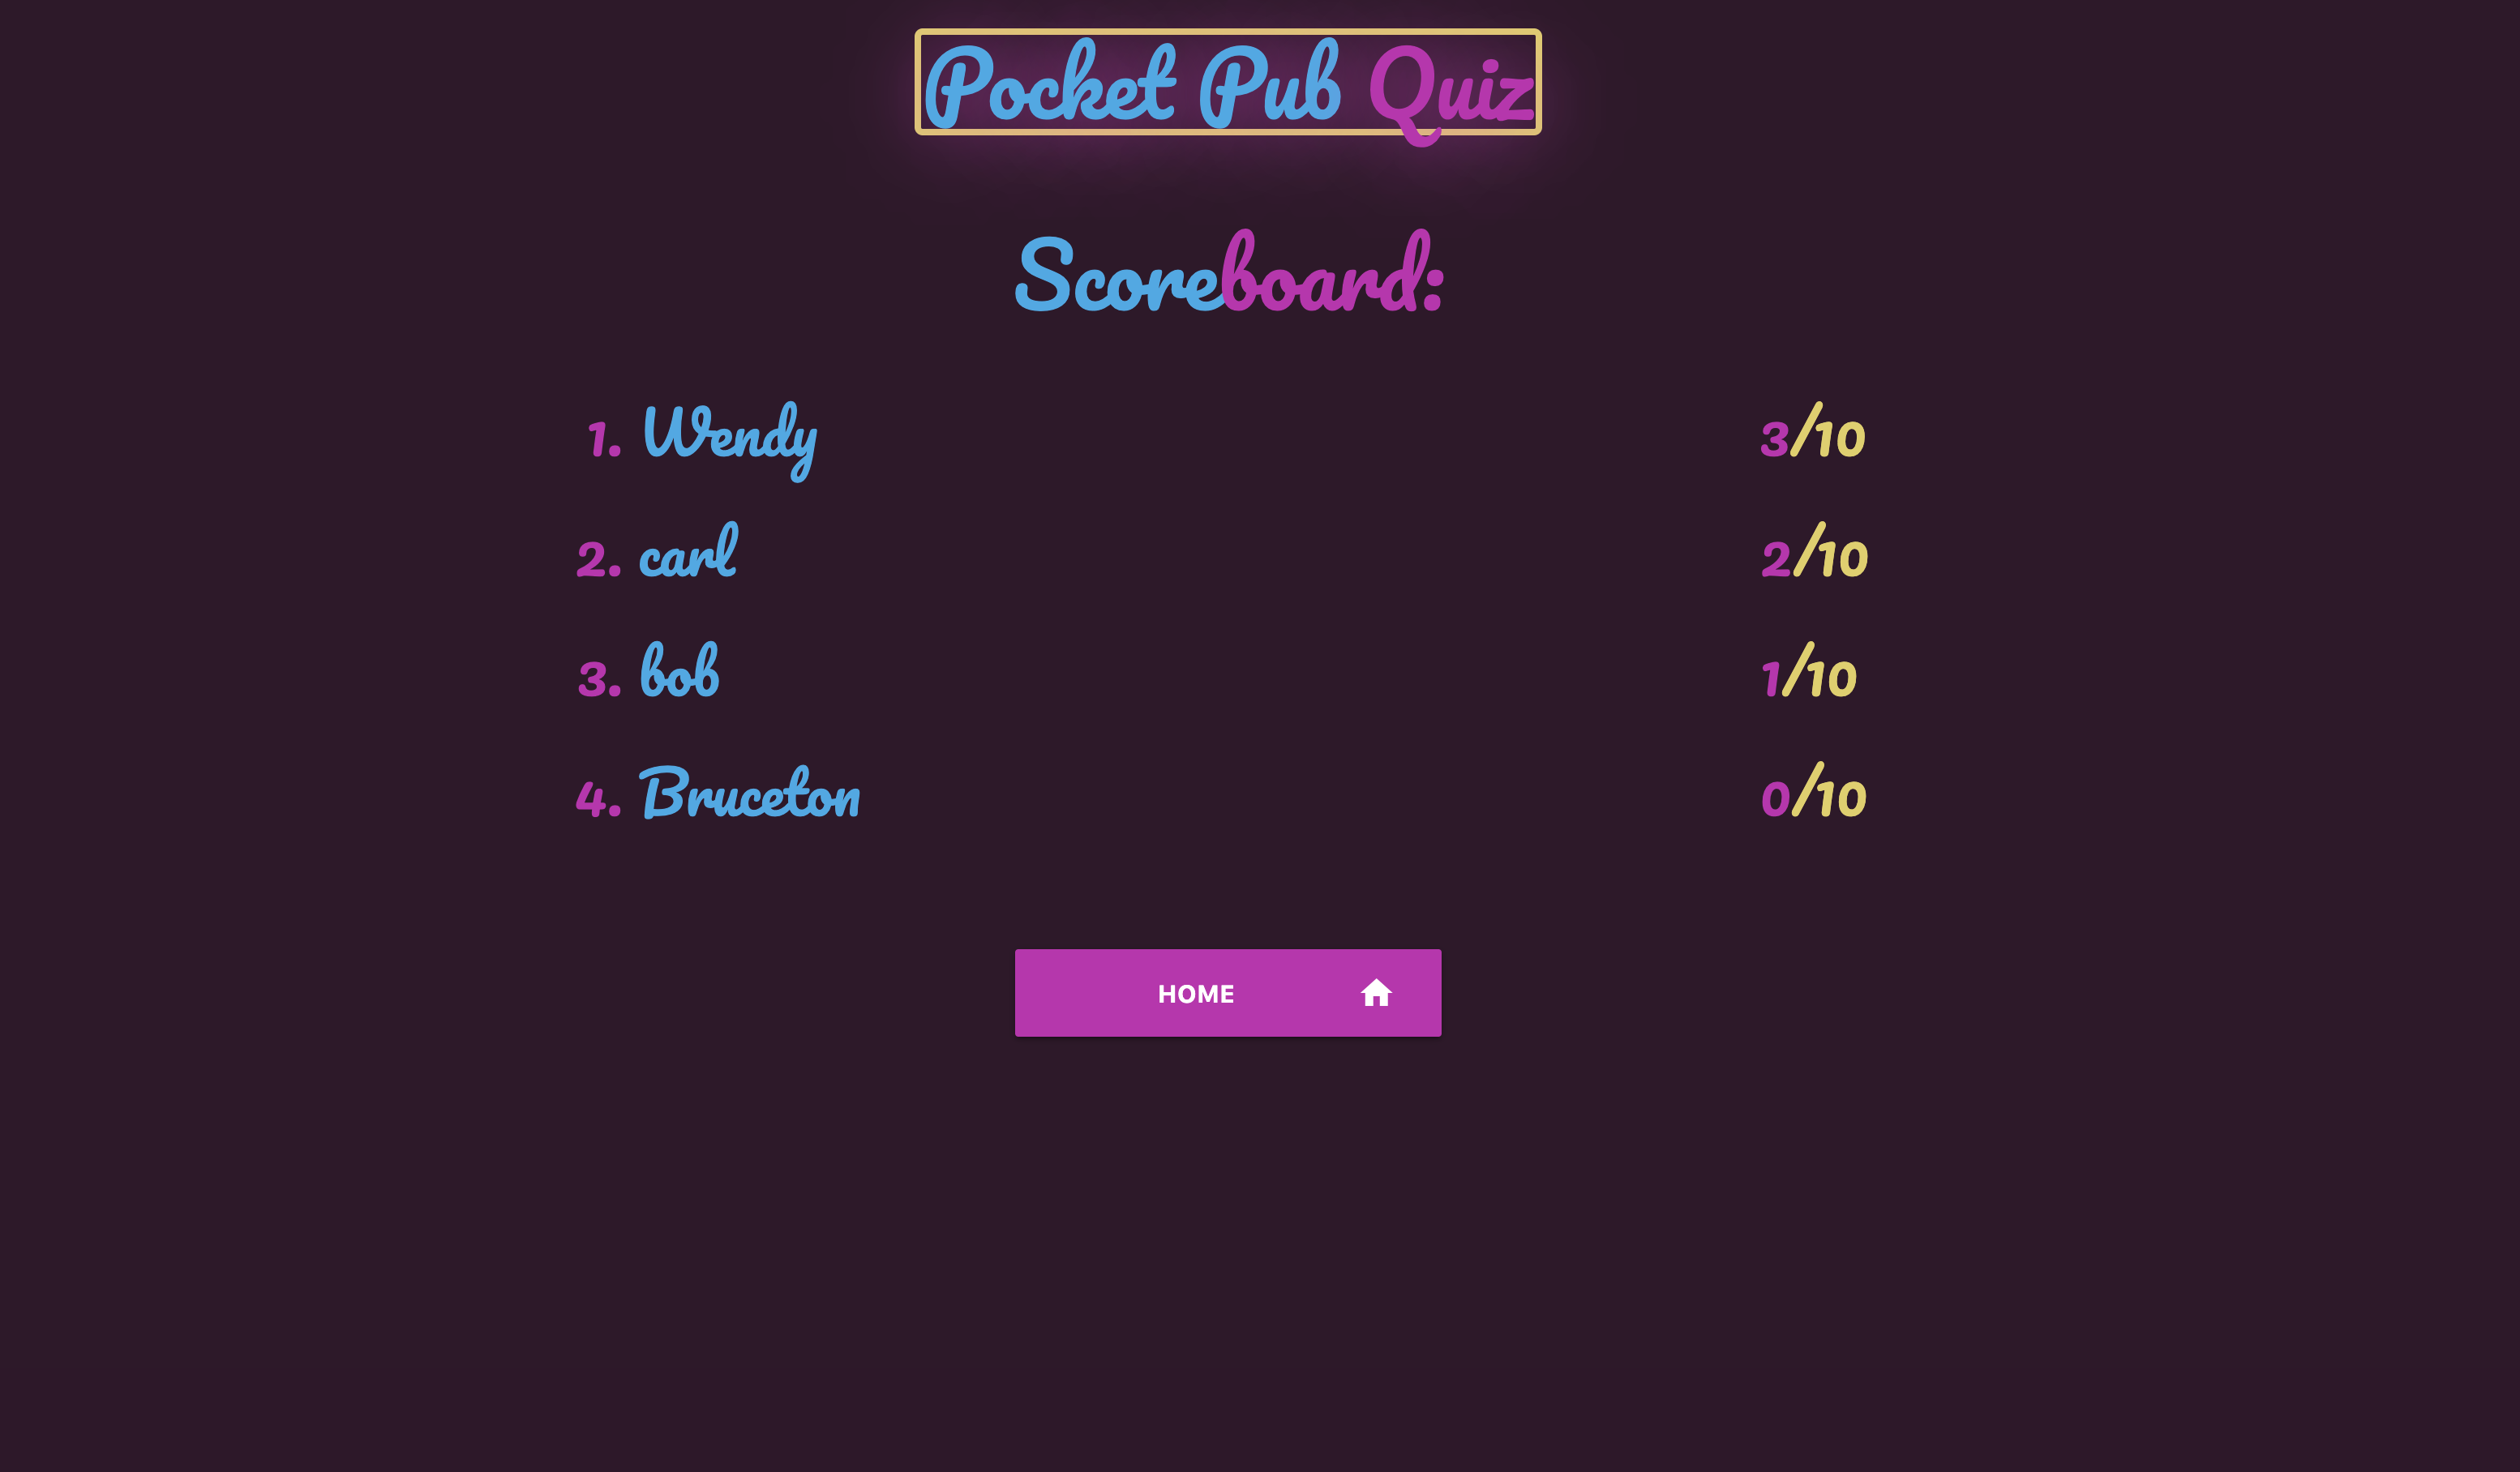 Pocket Pub Quiz
Scoreboard:
1. Wendy 3/10
2. carl 2/10
3. bob 1/10
4. Bruceton 0/10
HOME